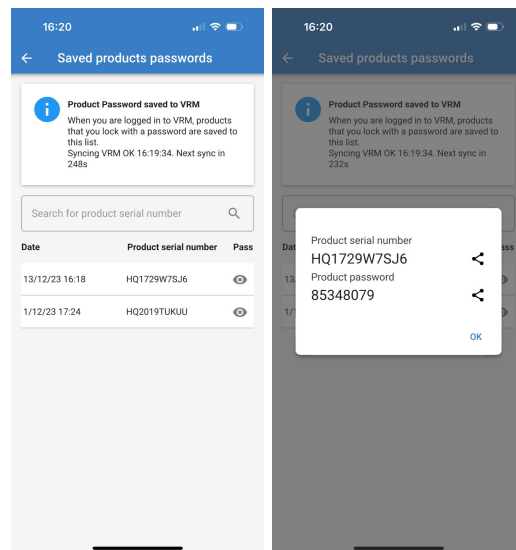 16:20
Saved products passwords
Product Password saved to VRM
When you are logged in to VRM, products
that you lock with a password are saved to
this list.
Syncing VRM OK 16:19:34. Next sync in
248s
Search for product serial number
Date Product serial number Pass
13/12/23 16:18 HQ1729W7SJ6
1/12/23 17:24 HQ2019TUKUU
16:20
Saved products passwords
Product Password saved to VRM
When you are logged in to VRM, products
that you lock with a password are saved to
this list.
Syncing VRM OK 16:19:34. Next sync in
232s
Product serial number
HQ1729W7SJ6
Product password
85348079
OK